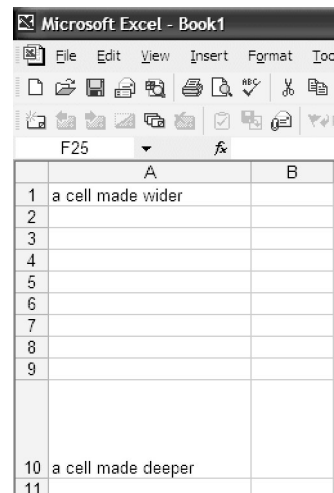 Microsoft Excel - Book1
File Edit View Insert Format Too
ABC
F25 fx
A B
1 a cell made wider
2
3
4
5
6
7
8
9
10 a cell made deeper
11